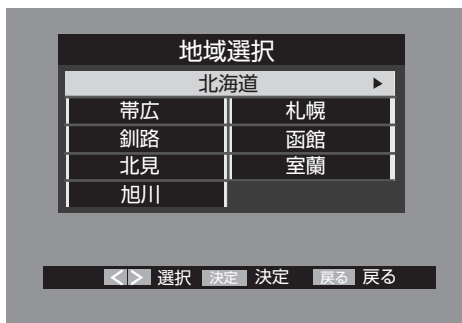 地域選択
北海道 ▶
帯広 札幌
釧路 函館
北見 室蘭
旭川
<> 選択 決定 決定 戻る 戻る